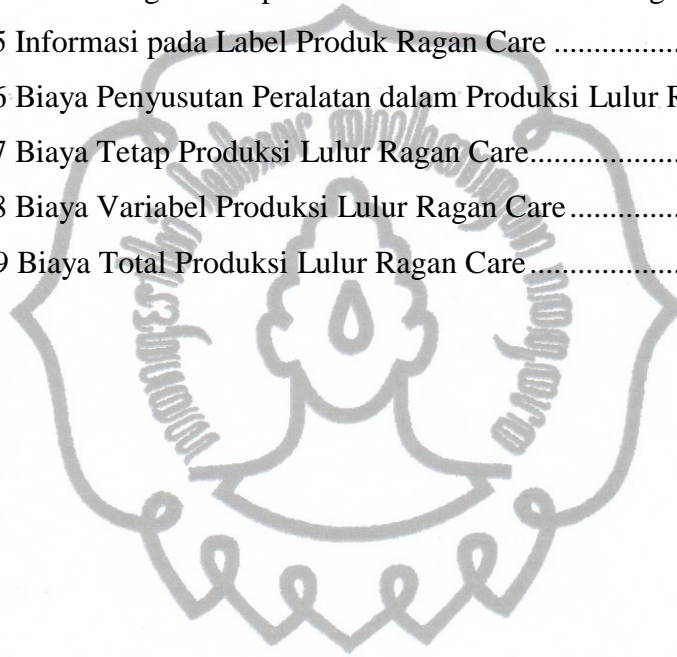 5 Informasi pada Label Produk Ragan Care ..................
6 Biaya Penyusutan Peralatan dalam Produksi Lulur R
7 Biaya Tetap Produksi Lulur Ragan Care.....................
8 Biaya Variabel Produksi Lulur Ragan Care................
9 Biaya Total Produksi Lulur Ragan Care.....................